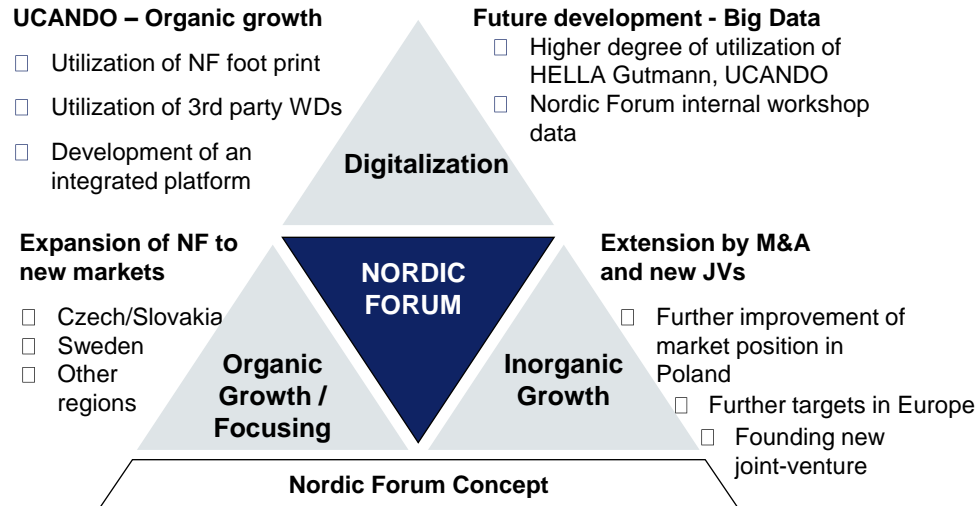 UCANDO – Organic growth
Utilization of NF foot print
Utilization of 3rd party WDs
Development of an
integrated platform
Future development - Big Data
Higher degree of utilization of
HELLA Gutmann, UCANDO
Nordic Forum internal workshop
data
Digitalization
Expansion of NF to
new markets
Czech/Slovakia
Sweden
Other
regions
NORDIC
FORUM
Organic
Growth /
Focusing
Inorganic
Growth
Extension by M&A
and new JVs
Further improvement of
market position in
Poland
Further targets in Europe
Founding new
joint-venture
Nordic Forum Concept